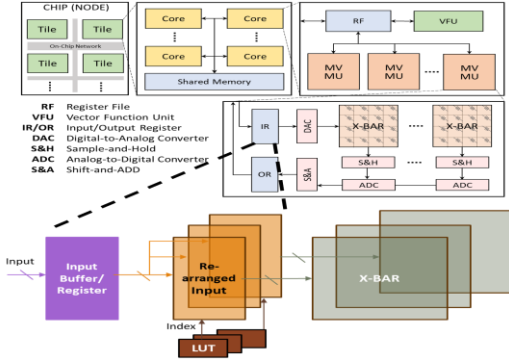 CHIP (NODE)
Tile
Tile
On-Chip Network
Tile
Tile
Core
Core
Core
Core
Shared Memory
RF
VFU
MV
MU
MV
MU
MV
MU
RF Register File
VFU Vector Function Unit
IR/OR Input/Output Register
DAC Digital-to-Analog Converter
S&H Sample-and-Hold
ADC Analog-to-Digital Converter
S&A Shift-and-ADD
IR
DAC
X-BAR
X-BAR
S&H
S&H
OR
S&A
ADC
ADC
Input
Input
Buffer/
Register
Re-
arranged
Input
X-BAR
Index
LUT